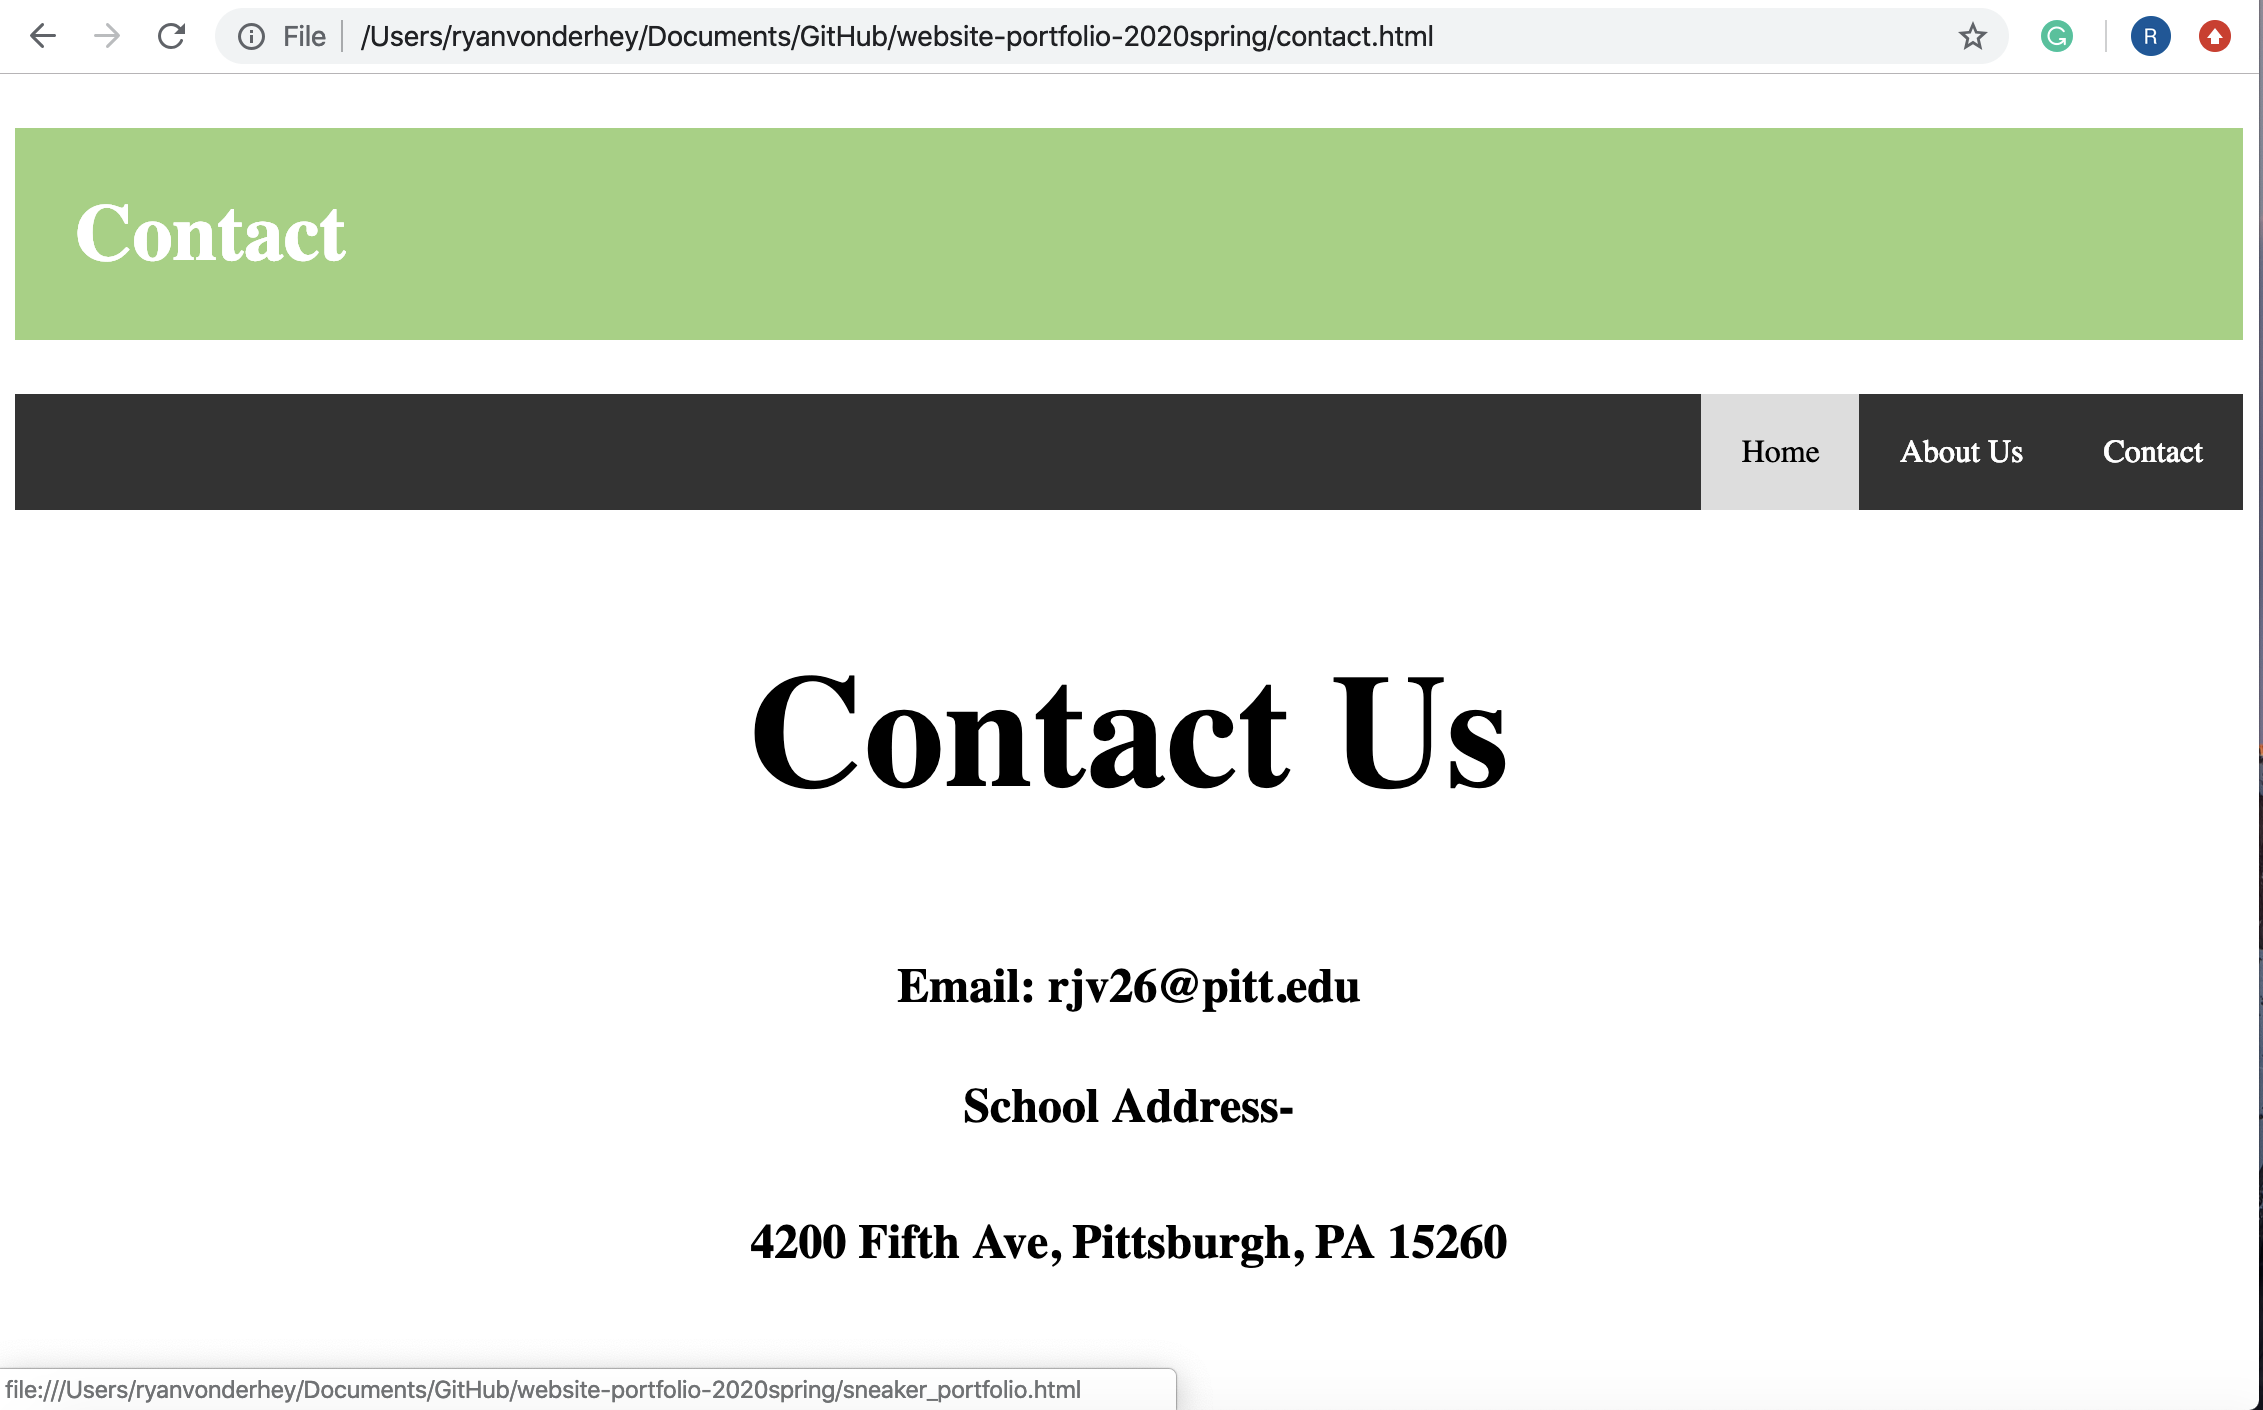 File /Users/ryanvonderhey/Documents/GitHub/website-portfolio-2020spring/contact.html R
Contact
Home About Us Contact
Contact Us
Email: rjv26@pitt.edu
School Address-
4200 Fifth Ave, Pittsburgh, PA 15260
file:///Users/ryanvonderhey/Documents/GitHub/website-portfolio-2020spring/sneaker_portfolio.html